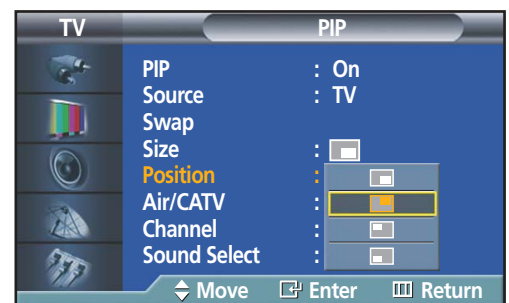 TV PIP
PIP : On
Source : TV
Swap
Size :
Position :
Air/CATV :
Channel :
Sound Select :
Move Enter Return